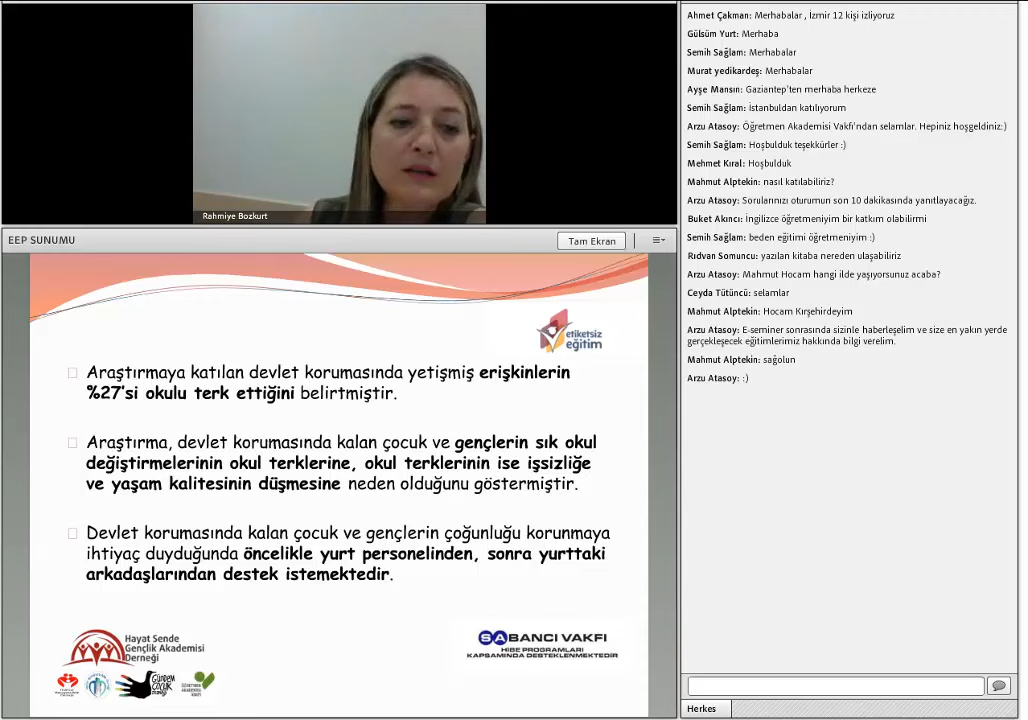 Rahmiye Bozkurt
EEP SUNUMU
Tam Ekran
etiketsiz
eğitim
Araştırmaya katılan devlet korumasında yetişmiş erişkinlerin
%27'si okulu terk ettiğini belirtmiştir.
Araştırma, devlet korumasında kalan çocuk ve gençlerin sık okul
değiştirmelerinin okul terklerine, okul terklerinin ise işsizliğe
ve yaşam kalitesinin düşmesine neden olduğunu göstermiştir.
Devlet korumasında kalan çocuk ve gençlerin çoğunluğu korunmaya
ihtiyaç duyduğunda öncelikle yurt personelinden, sonra yurttaki
arkadaşlarından destek istemektedir.
Hayat Sende
Gençlik Akademisi
Derneği
Gündem
Çocuk
SABANCI VAKFI
HİBE PROGRAMLARI
KAPSAMINDA DESTEKLENMEKTEDİR
Ahmet Çakman: Merhabalar , İzmir 12 kişi izliyoruz
Gülsüm Yurt: Merhaba
Semih Sağlam: Merhabalar
Murat yedikardeş: Merhabalar
Ayşe Mansın: Gaziantep'ten merhaba herkeze
Semih Sağlam: İstanbuldan katılıyorum
Arzu Atasoy: Öğretmen Akademisi Vakfı'ndan selamlar. Hepiniz hoşgeldiniz:)
Semih Sağlam: Hoşbulduk teşekkürler :)
Mehmet Kıral: Hoşbulduk
Mahmut Alptekin: nasıl katılabiliriz?
Arzu Atasoy: Sorularınızı oturumun son 10 dakikasında yanıtlayacağız.
Buket Akıncı: İngilizce öğretmeniyim bir katkım olabilirmi
Semih Sağlam: beden eğitimi öğretmeniyim :)
Rıdvan Somuncu: yazılan kitaba nereden ulaşabiliriz
Arzu Atasoy: Mahmut Hocam hangi ilde yaşıyorsunuz acaba?
Ceyda Tütüncü: selamlar
Mahmut Alptekin: Hocam Kırşehirdeyim
Arzu Atasoy: E-seminer sonrasında sizinle haberleşelim ve size en yakın yerde
gerçekleşecek eğitimlerimiz hakkında bilgi verelim.
Mahmut Alptekin: sağolun
Arzu Atasoy: :)
Herkes